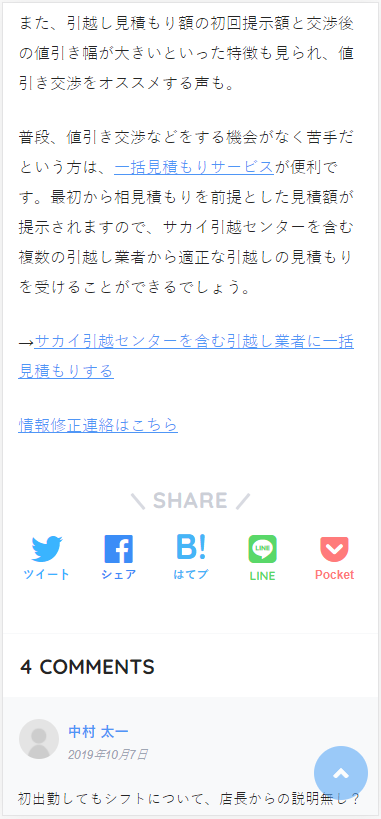 また、引越し見積もり額の初回提示額と交渉後
の値引き幅が大きいといった特徴も見られ、値
引き交渉をオススメする声も。
普段、値引き交渉などをする機会がなく苦手だ
という方は、一括見積もりサービスが便利で
す。最初から相見積もりを前提とした見積額が
提示されますので、サカイ引越センターを含む
複数の引越し業者から適正な引越しの見積もり
を受けることができるでしょう。
→サカイ引越センターを含む引越し業者に一括
見積もりする
情報修正連絡はこちら
\ SHARE /
ツイート
シェア
B!
はてブ
LINE
LINE
Pocket
4 COMMENTS
中村 太一
2019年10月7日
初出勤してもシフトについて、店長からの説明無し？